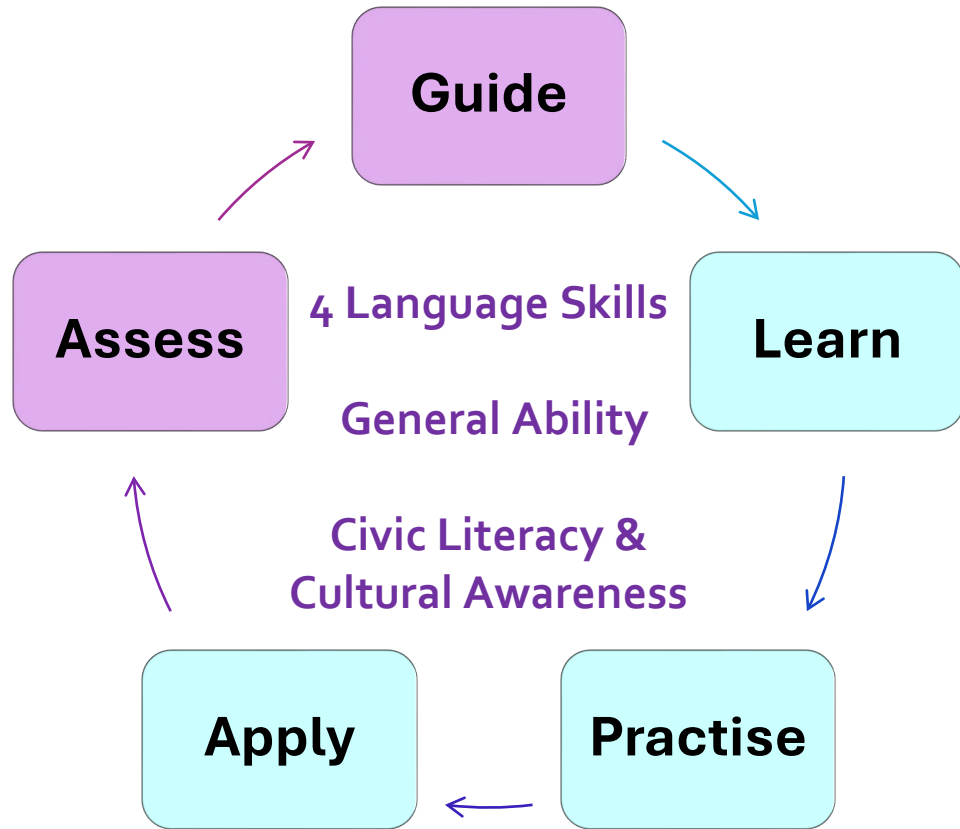 Guide
Assess
4 Language Skills
Learn
General Ability
Civic Literacy &
Cultural Awareness
Apply
Practise